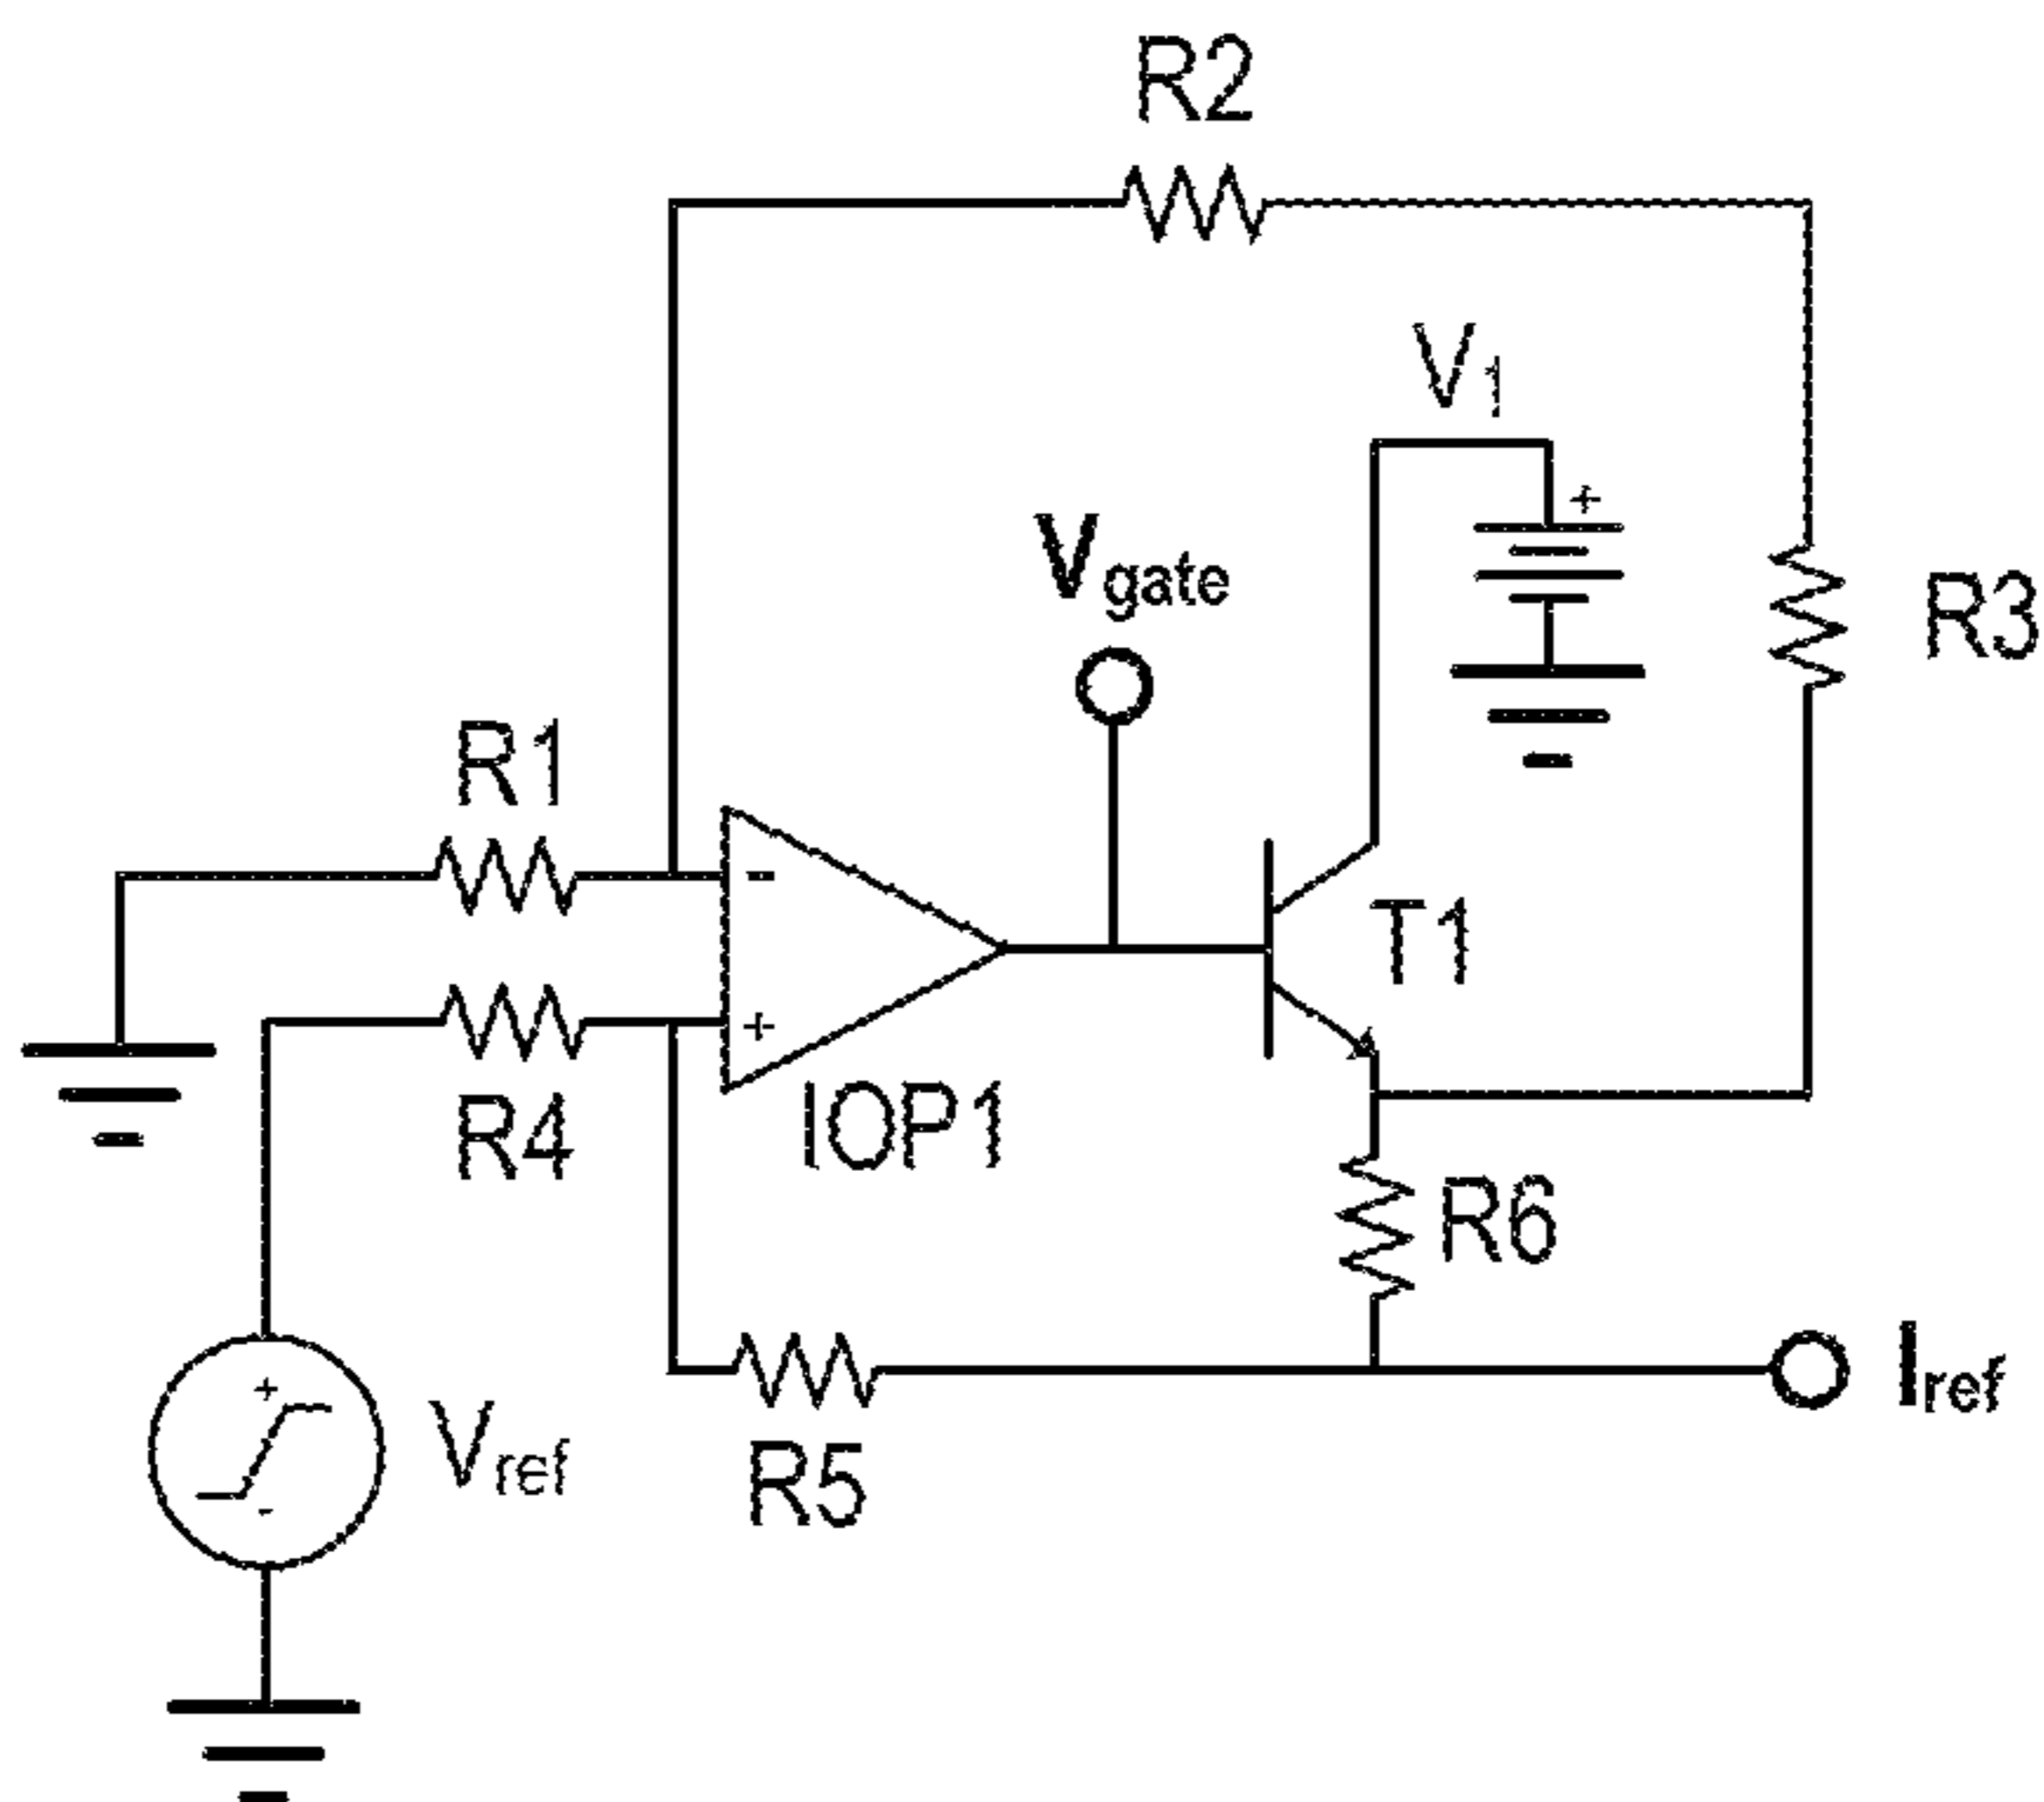 R2
V1
+
Vgate
R3
R1
-
T1
+
R4
IOP1
R6
+
Vref
-
R5
Iref